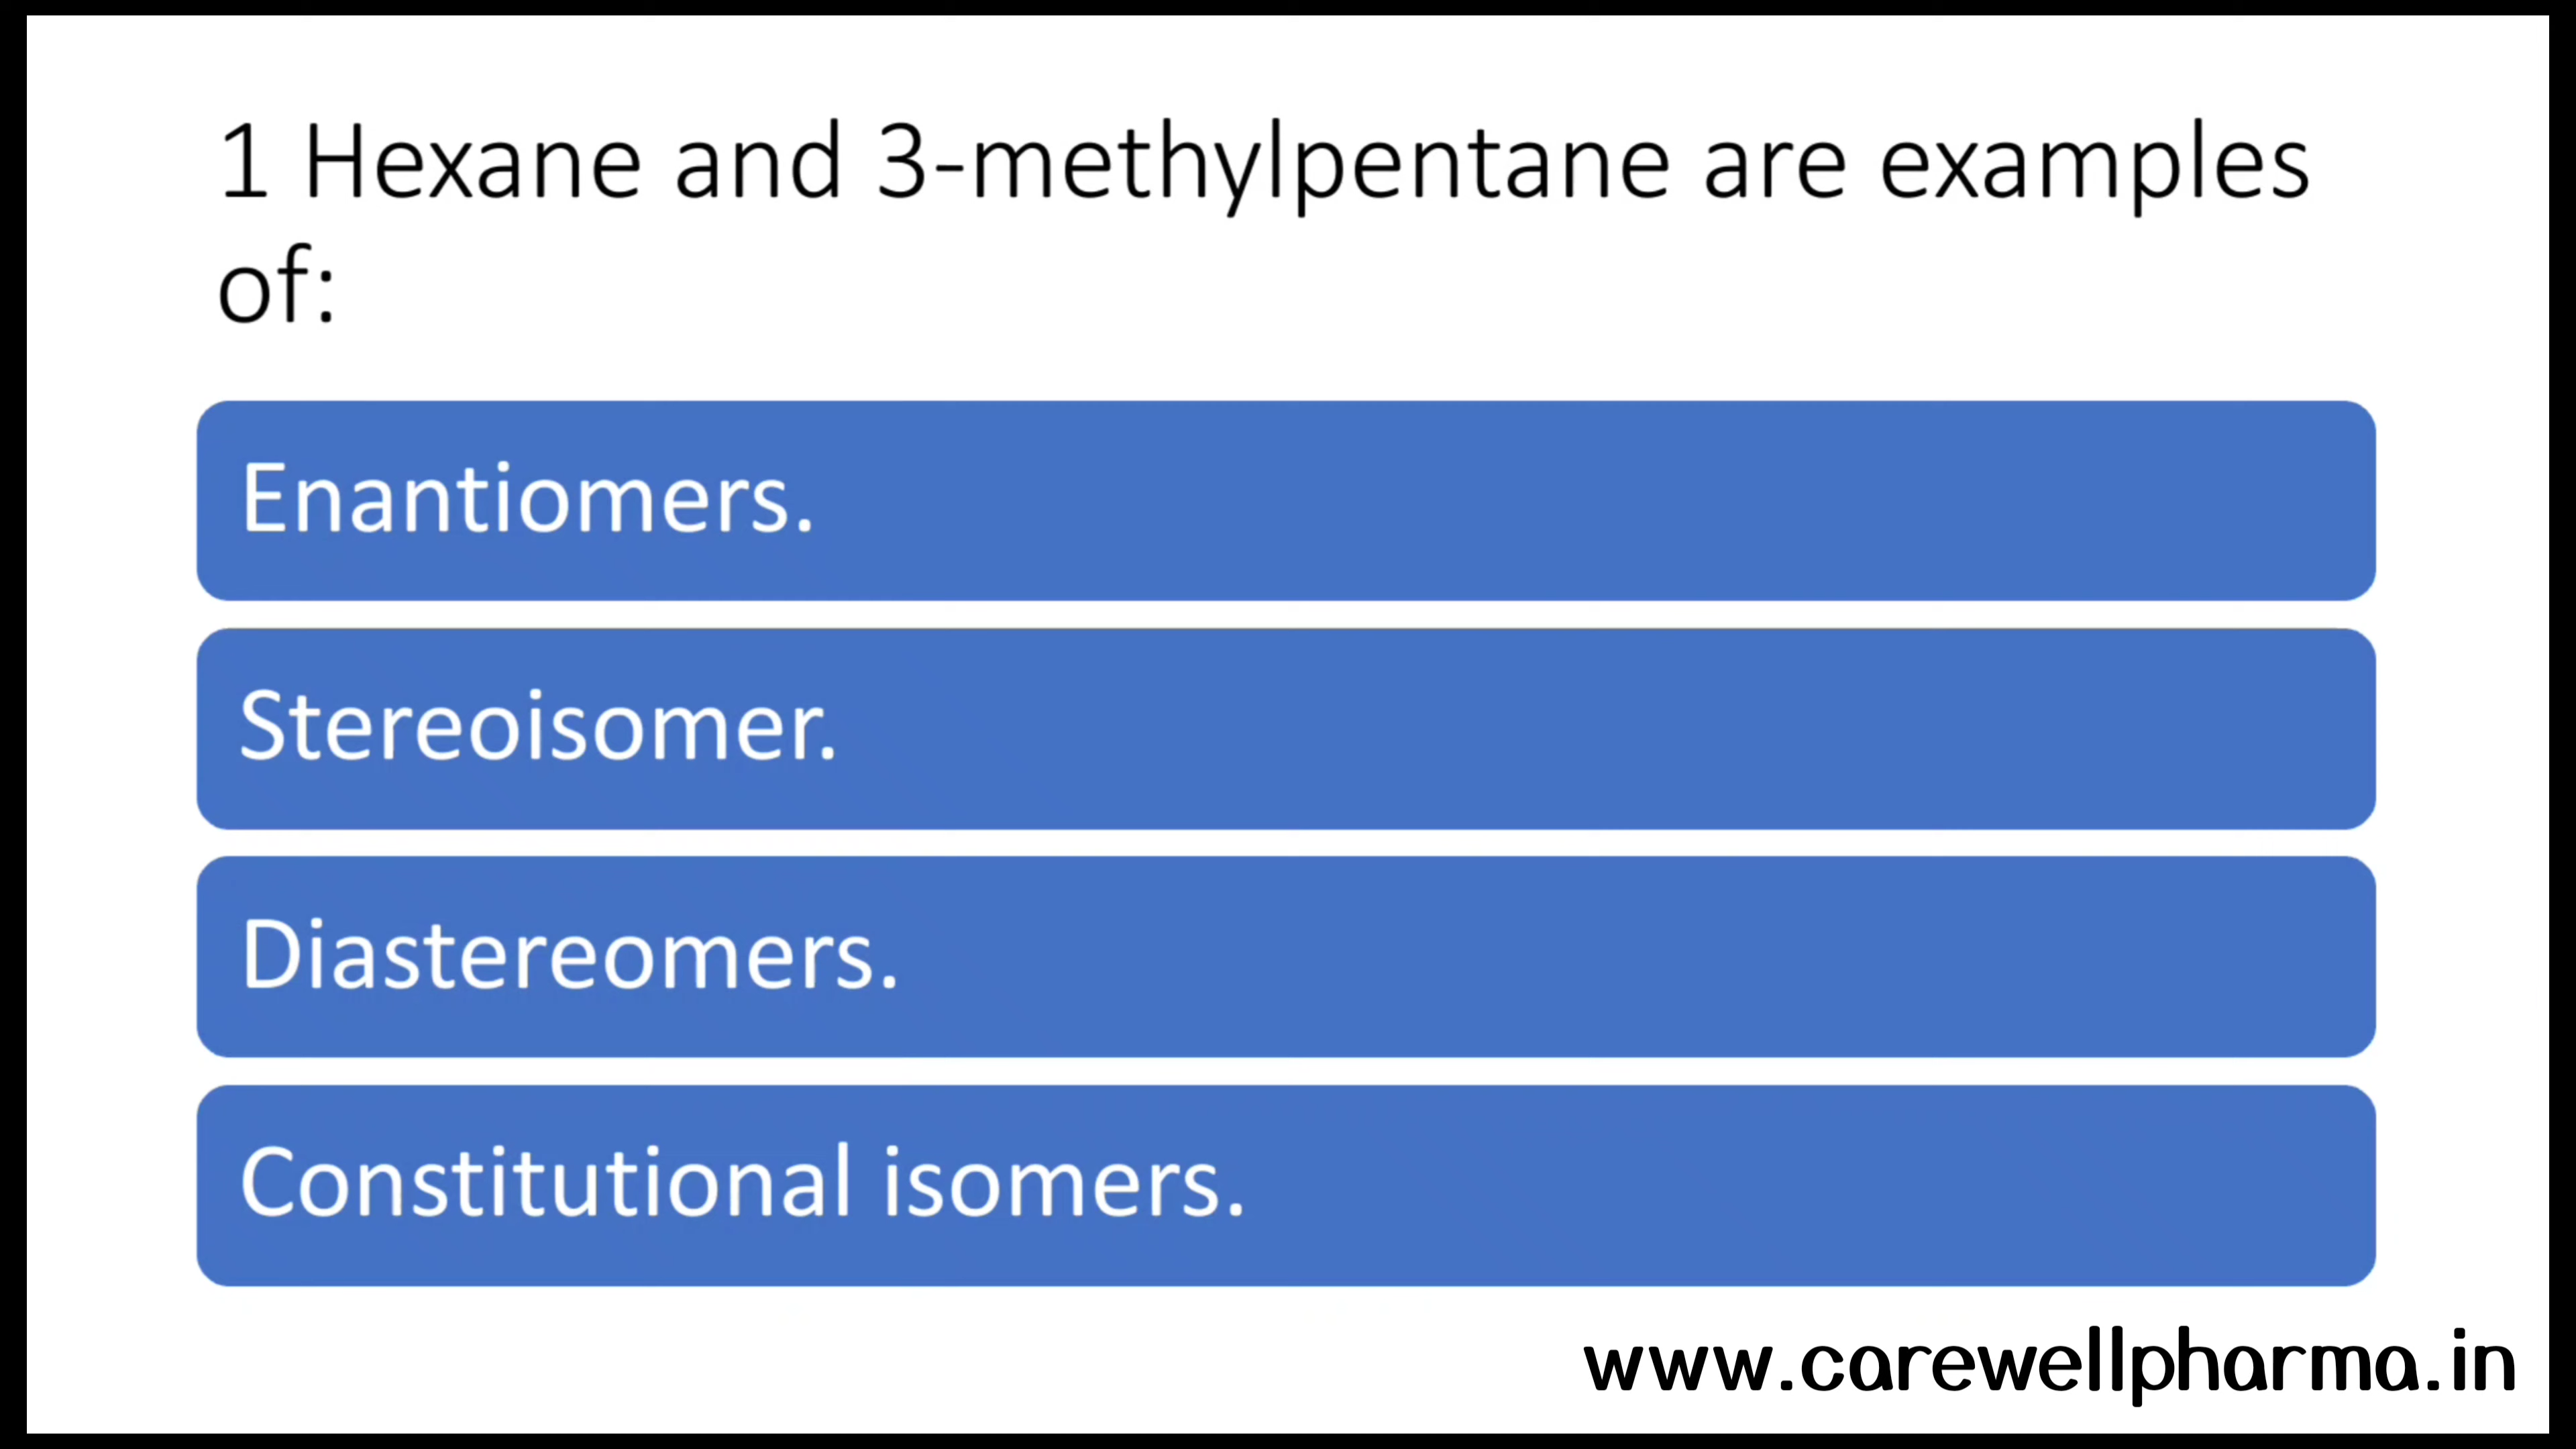 1 Hexane and 3-methylpentane are examples
of:
Enantiomers.
Stereoisomer.
Diastereomers.
Constitutional isomers.
www.carewellpharma.in